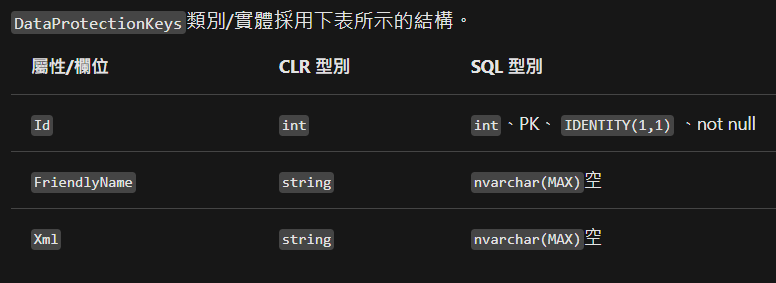 DataProtectionKeys類別/實體採用下表所示的結構。
屬性/欄位 CLR 型別 SQL 型別
Id int int、PK、 IDENTITY(1,1) 、not null
FriendlyName string nvarchar(MAX)空
Xml string nvarchar(MAX)空